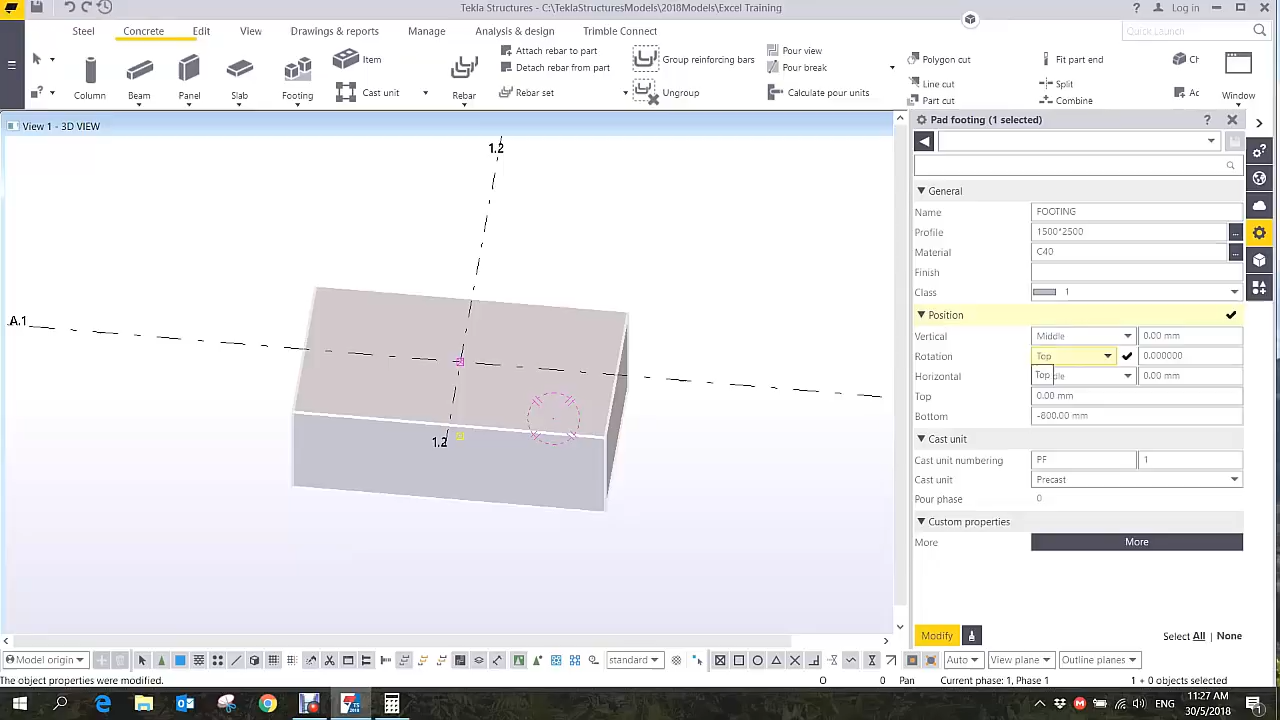 Tekla Structures - C:\TeklaStructuresModels\2018Models\Excel Training
? Log in
Steel Concrete Edit View Drawings & reports Manage Analysis & design Trimble Connect
Quick Launch
Attach rebar to part
Detach rebar from part
Rebar set
Item
Cast unit
Column Beam Panel Slab Footing Rebar
Group reinforcing bars
Ungroup
Pour view
Pour break
Calculate pour units
Polygon cut
Line cut
Part cut
Fit part end
Split
Combine
Ch
Ac
Window
View 1 - 3D VIEW
1.2
A.1
1.2
Pad footing (1 selected)
?
General
Name FOOTING
Profile 1500*2500 ...
Material C40 ...
Finish
Class 1
Position
Vertical Middle 0.00 mm
Rotation Top 0.000000
Horizontal Top dle 0.00 mm
Top 0.00 mm
Bottom -800.00 mm
Cast unit
Cast unit numbering PF 1
Cast unit Precast
Pour phase 0
Custom properties
More More
Modify Select All | None
Model origin standard Auto View plane Outline planes
The object properties were modified. O 0 Pan Current phase: 1, Phase 1 1 + 0 objects selected
ENG
11:27 AM
30/5/2018